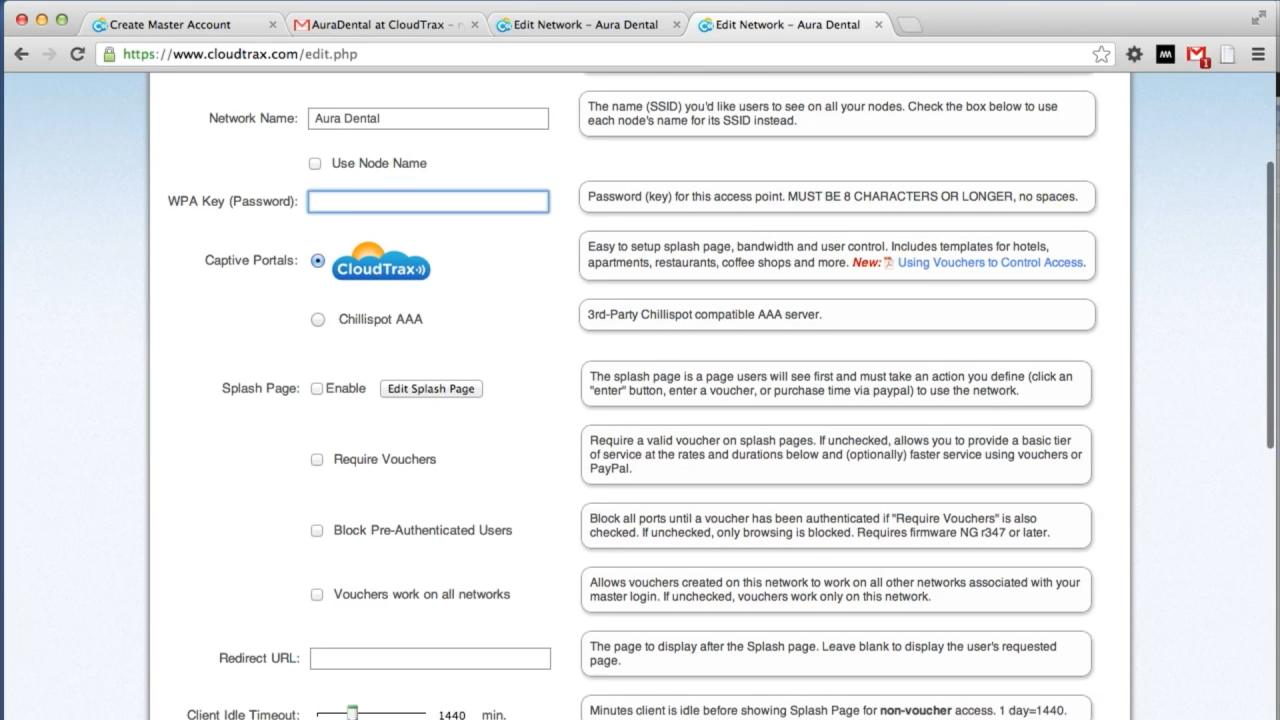 Create Master Account
AuraDental at CloudTrax -
Edit Network – Aura Dental
Edit Network – Aura Dental
https://www.cloudtrax.com/edit.php
1
Network Name:
Aura Dental
The name (SSID) you'd like users to see on all your nodes. Check the box below to use
each node's name for its SSID instead.
Use Node Name
WPA Key (Password):
Password (key) for this access point. MUST BE 8 CHARACTERS OR LONGER, no spaces.
Captive Portals:
CloudTrax
Easy to setup splash page, bandwidth and user control. Includes templates for hotels,
apartments, restaurants, coffee shops and more. New: Using Vouchers to Control Access.
Chillispot AAA
3rd-Party Chillispot compatible AAA server.
Splash Page:
Enable
Edit Splash Page
The splash page is a page users will see first and must take an action you define (click an
"enter" button, enter a voucher, or purchase time via paypal) to use the network.
Require Vouchers
Require a valid voucher on splash pages. If unchecked, allows you to provide a basic tier
of service at the rates and durations below and (optionally) faster service using vouchers or
PayPal.
Block Pre-Authenticated Users
Block all ports until a voucher has been authenticated if "Require Vouchers" is also
checked. If unchecked, only browsing is blocked. Requires firmware NG r347 or later.
Vouchers work on all networks
Allows vouchers created on this network to work on all other networks associated with your
master login. If unchecked, vouchers work only on this network.
Redirect URL:
The page to display after the Splash page. Leave blank to display the user's requested
page.
Client Idle Timeout:
1440 min.
Minutes client is idle before showing Splash Page for non-voucher access. 1 day=1440.